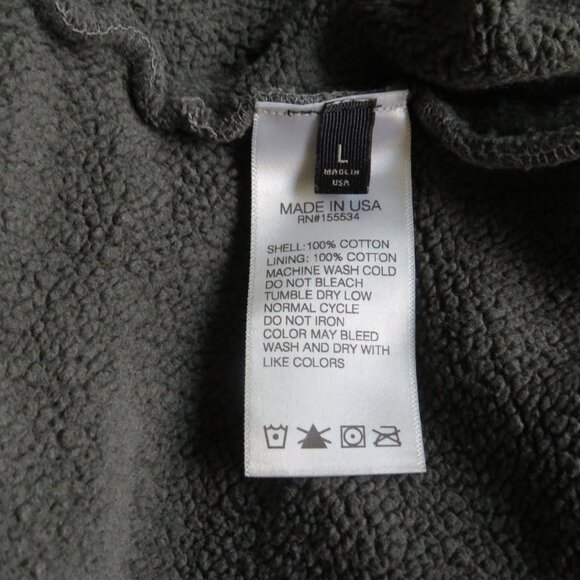 L
MADE IN
USA
MADE IN USA
RN#155534
SHELL:100% COTTON
LINING: 100% COTTON
MACHINE WASH COLD
DO NOT BLEACH
TUMBLE DRY LOW
NORMAL CYCLE
DO NOT IRON
COLOR MAY BLEED
WASH AND DRY WITH
LIKE COLORS